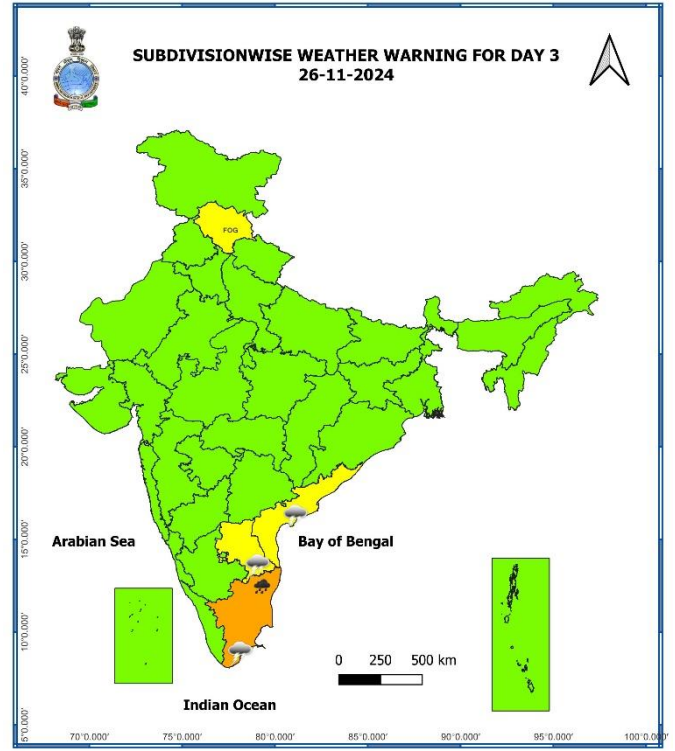 SUBDIVISIONWISE WEATHER WARNING FOR DAY 3
26-11-2024
40°0.000'
35°0.000'
30°0.000'
25°0.000'
20°0.000'
15°0.000'
10°0.000'
5°0.000'
FOG
Arabian Sea
Bay of Bengal
0 250 500 km
Indian Ocean
70°0.000' 75°0.000' 80°0.000' 85°0.000' 90°0.000' 95°0.000' 100°0.000'